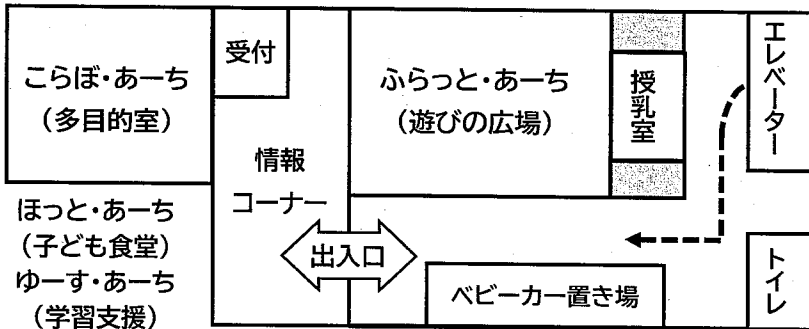 こらぼ・あーち
(多目的室)
受付
ふらっと・あーち
(遊びの広場)
授乳室
エレベーター
情報
コーナー
ほっと・あーち
(子ども食堂)
ゆーす・あーち
(学習支援)
出入口
ベビーカー置き場
トイレ